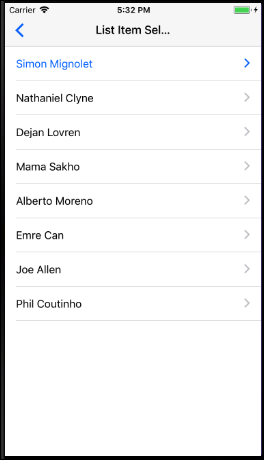 Carrier 5:32 PM
List Item Sel...
Simon Mignolet
Nathaniel Clyne
Dejan Lovren
Mama Sakho
Alberto Moreno
Emre Can
Joe Allen
Phil Coutinho